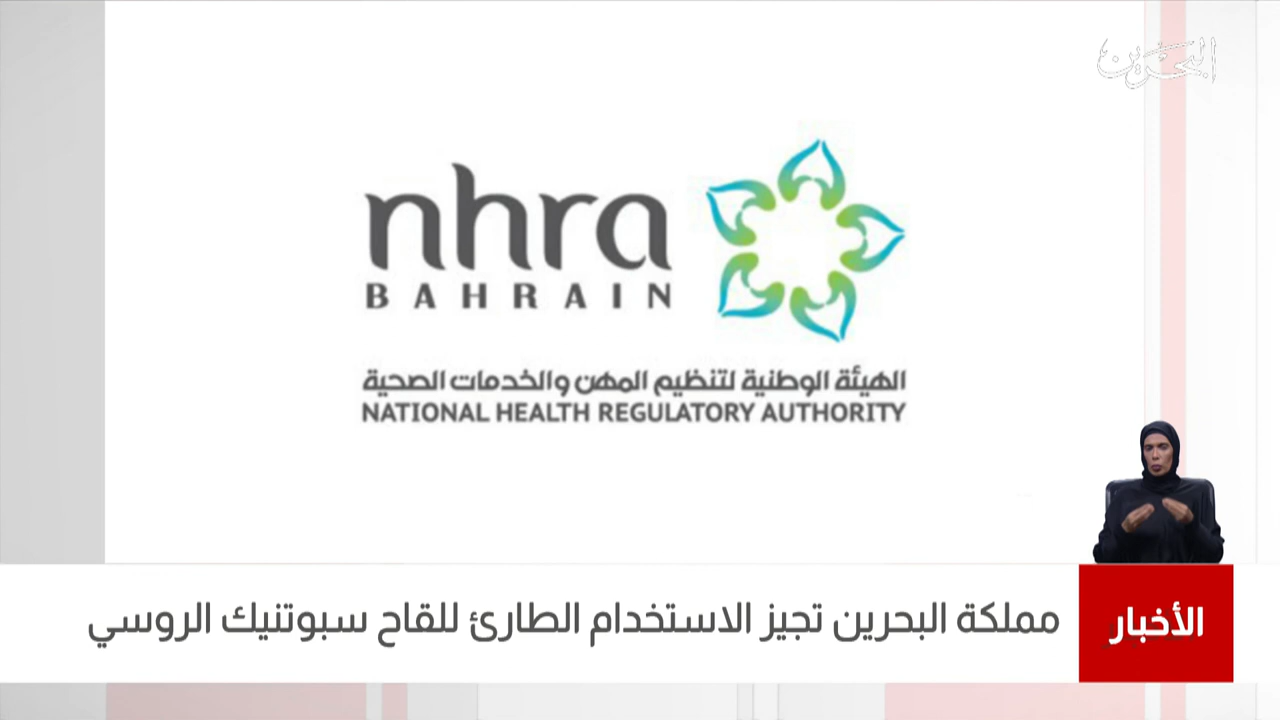 البحرين
nhra
BAHRAIN
الهيئة الوطنية لتنظيم المهن والخدمات الصحية
NATIONAL HEALTH REGULATORY AUTHORITY
الأخبار
مملكة البحرين تجيز الاستخدام الطارئ للقاح سبوتنيك الروسي